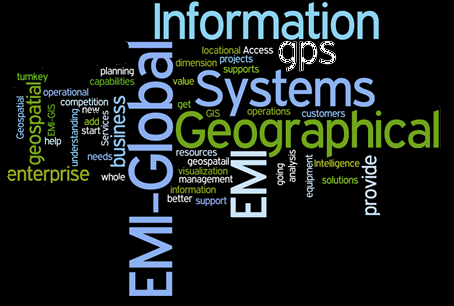 Information
gps
locational Access
dimension projects
planning
supports
turnkey
capabilities
value
Systems
operational
Geospatial
geospatial
EMI-GIS
competition
new
add
start
understanding
Services
business
get
GIS
operations
customers
EMI-Global
Geographical
help
needs
resources
geospatail
enterprise
whole
visualization
management
information
better
support
EMI
going
analysis
equipment
intelligence
solutions
provide